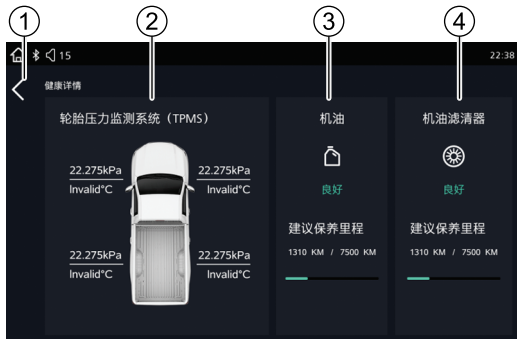 1 2 3 4
15 22:38
健康详情
轮胎压力监测系统（TPMS）
22.275kPa 22.275kPa
Invalid°C Invalid°C
22.275kPa 22.275kPa
Invalid°C Invalid°C
机油
良好
建议保养里程
1310 KM / 7500 KM
机油滤清器
良好
建议保养里程
1310 KM / 7500 KM